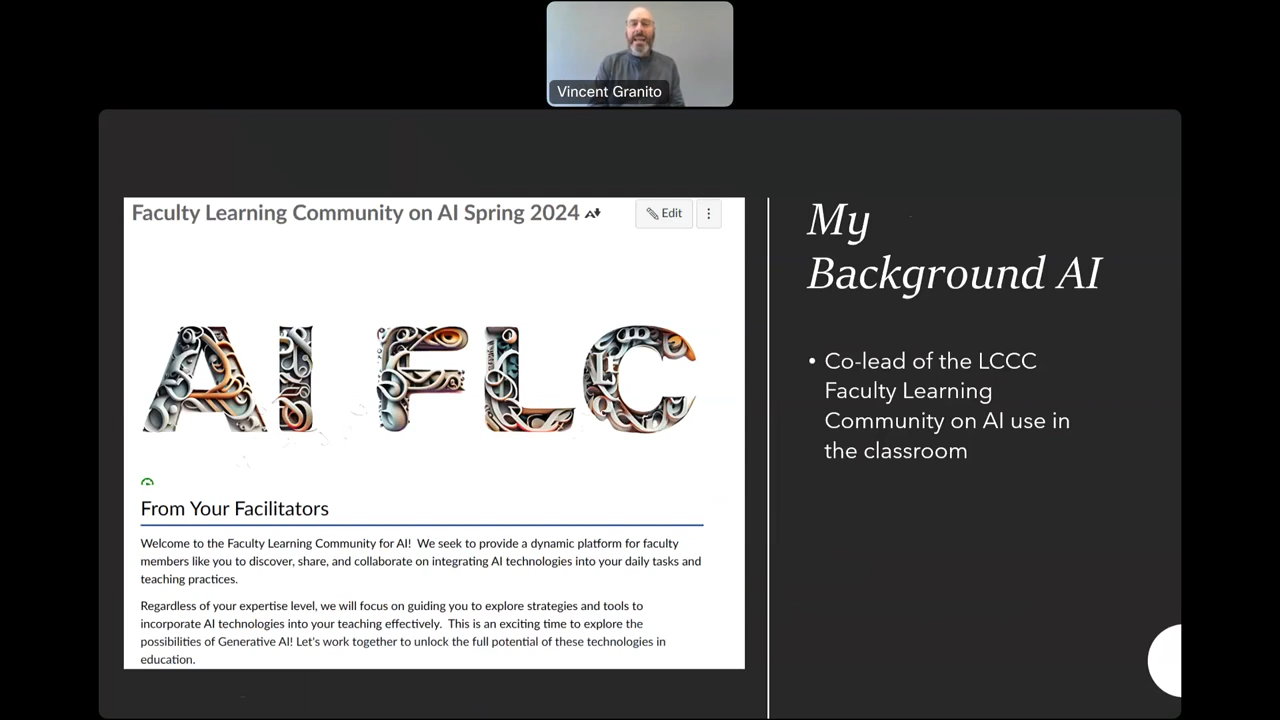 Vincent Granito
Faculty Learning Community on AI Spring 2024
Edit
AI FLC
From Your Facilitators
Welcome to the Faculty Learning Community for AI! We seek to provide a dynamic platform for faculty
members like you to discover, share, and collaborate on integrating AI technologies into your daily tasks and
teaching practices.
Regardless of your expertise level, we will focus on guiding you to explore strategies and tools to
incorporate AI technologies into your teaching effectively. This is an exciting time to explore the
possibilities of Generative AI! Let's work together to unlock the full potential of these technologies in
education.
My
Background AI
• Co-lead of the LCCC
Faculty Learning
Community on AI use in
the classroom